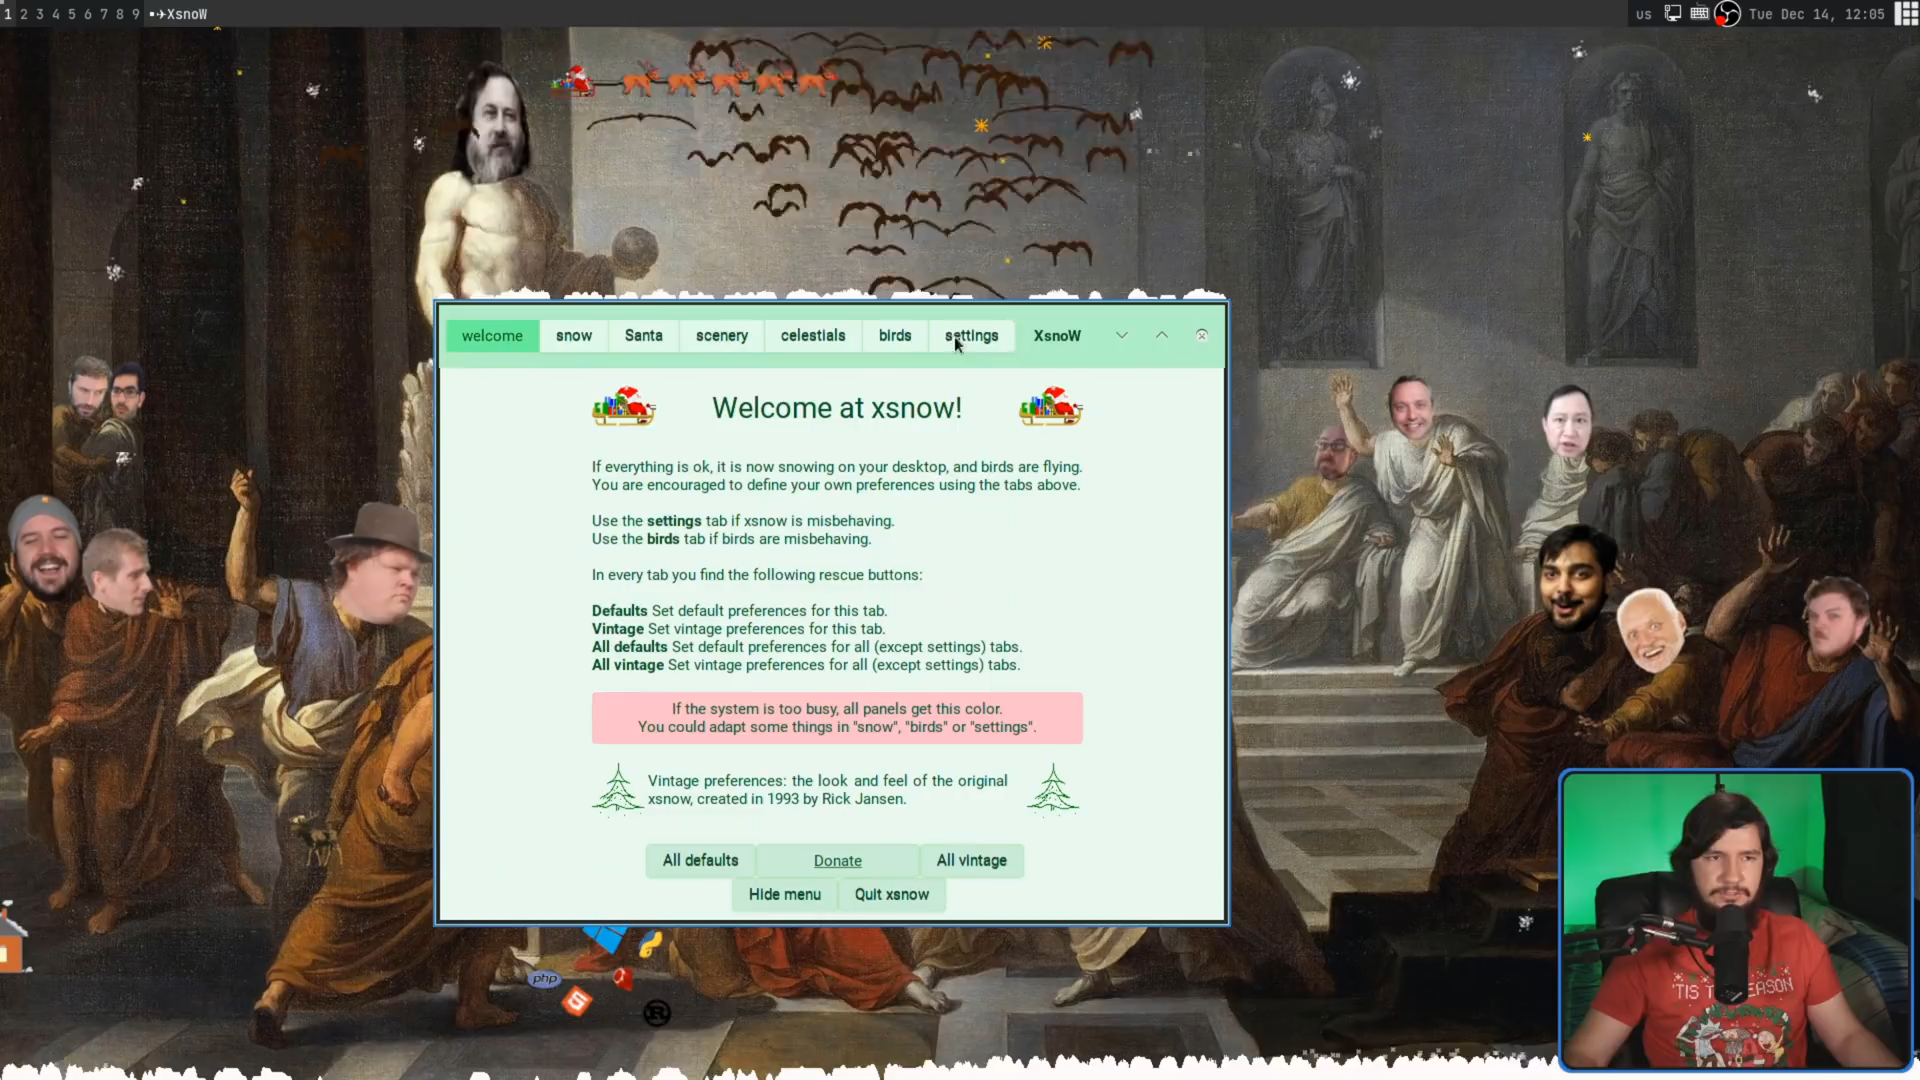 1 2 3 4 5 6 7 8 9 XsnoW
us Tue Dec 14, 12:05
welcome snow Santa scenery celestials birds settings XsnoW
Welcome at xsnow!
If everything is ok, it is now snowing on your desktop, and birds are flying.
You are encouraged to define your own preferences using the tabs above.
Use the settings tab if xsnow is misbehaving.
Use the birds tab if birds are misbehaving.
In every tab you find the following rescue buttons:
Defaults Set default preferences for this tab.
Vintage Set vintage preferences for this tab.
All defaults Set default preferences for all (except settings) tabs.
All vintage Set vintage preferences for all (except settings) tabs.
If the system is too busy, all panels get this color.
You could adapt some things in "snow", "birds" or "settings".
Vintage preferences: the look and feel of the original
xsnow, created in 1993 by Rick Jansen.
All defaults Donate All vintage
Hide menu Quit xsnow
php
5
R